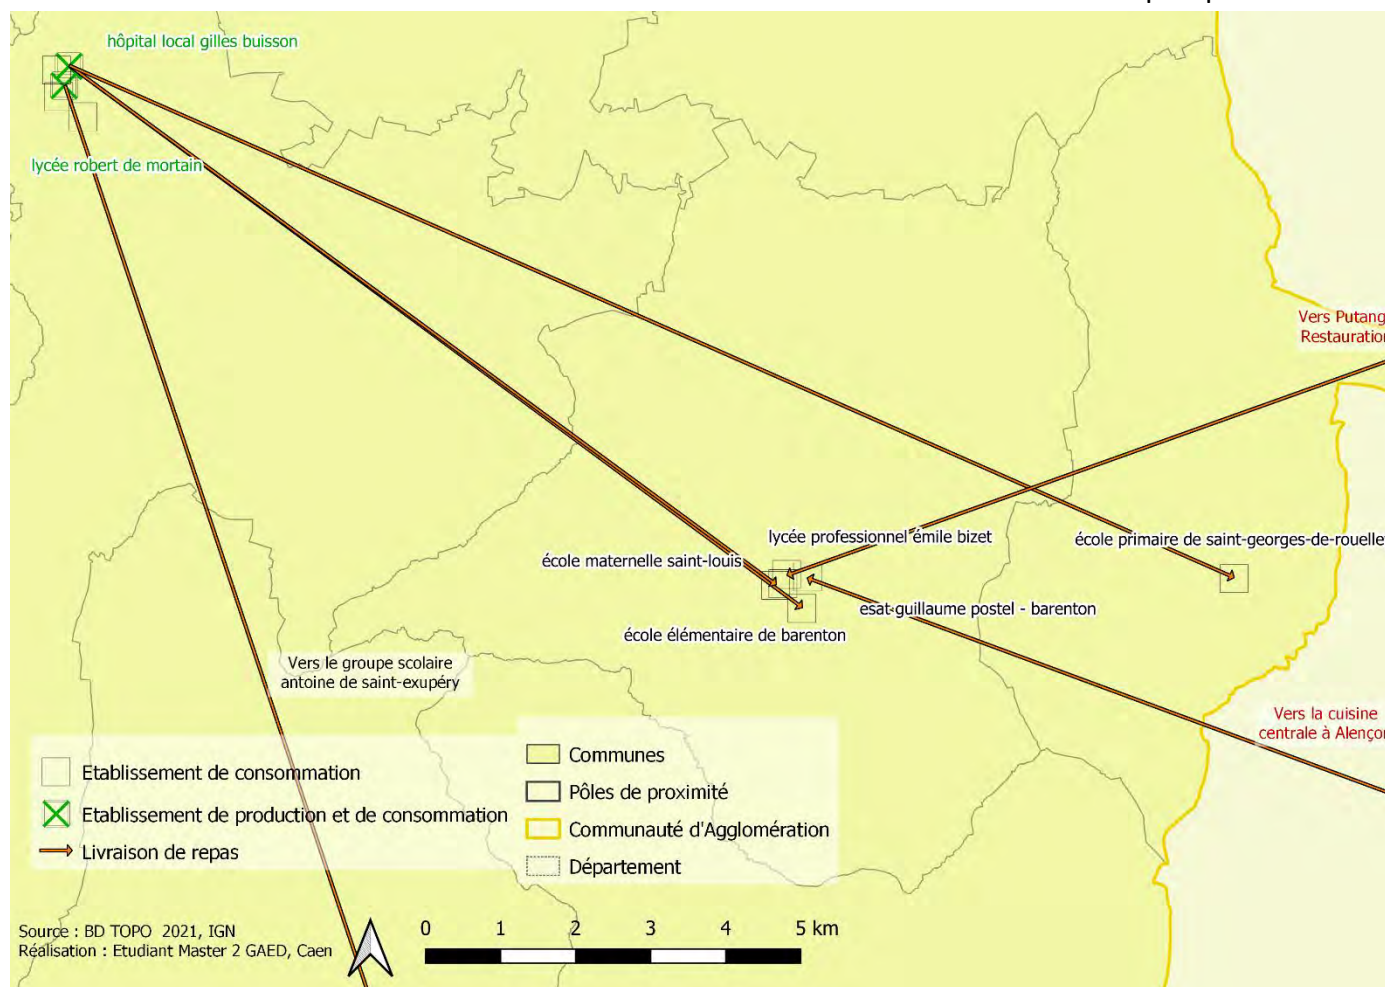 hôpital local gilles buisson
lycée robert de mortain
Vers Putang
Restauration
lycée professionnel émile bizet
école primaire de saint-georges-de-rouelle
école maternelle saint-louis
esat guillaume postel - barenton
école élémentaire de barenton
Vers le groupe scolaire
antoine de saint-exupéry
Vers la cuisine
centrale à Alençon
Etablissement de consommation
Etablissement de production et de consommation
Livraison de repas
Communes
Pôles de proximité
Communauté d'Agglomération
Département
Source : BD TOPO 2021, IGN
Réalisation : Etudiant Master 2 GAED, Caen
0 1 2 3 4 5 km